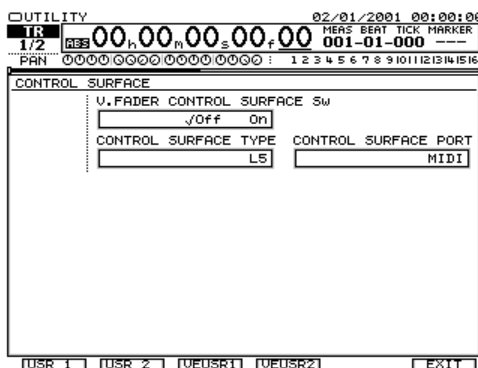 UTILITY 02/01/2001 00:00:00
TR
1/2 ABS 00h00m00s00f00 MEAS BEAT TICK MARKER
001-01-000 ---
PAN 1 2 3 4 5 6 7 8 9 10 11 12 13 14 15 16
CONTROL SURFACE
V.FADER CONTROL SURFACE Sw
√Off On
CONTROL SURFACE TYPE CONTROL SURFACE PORT
L5 MIDI
USR 1 USR 2 VEUSR1 VEUSR2 EXIT